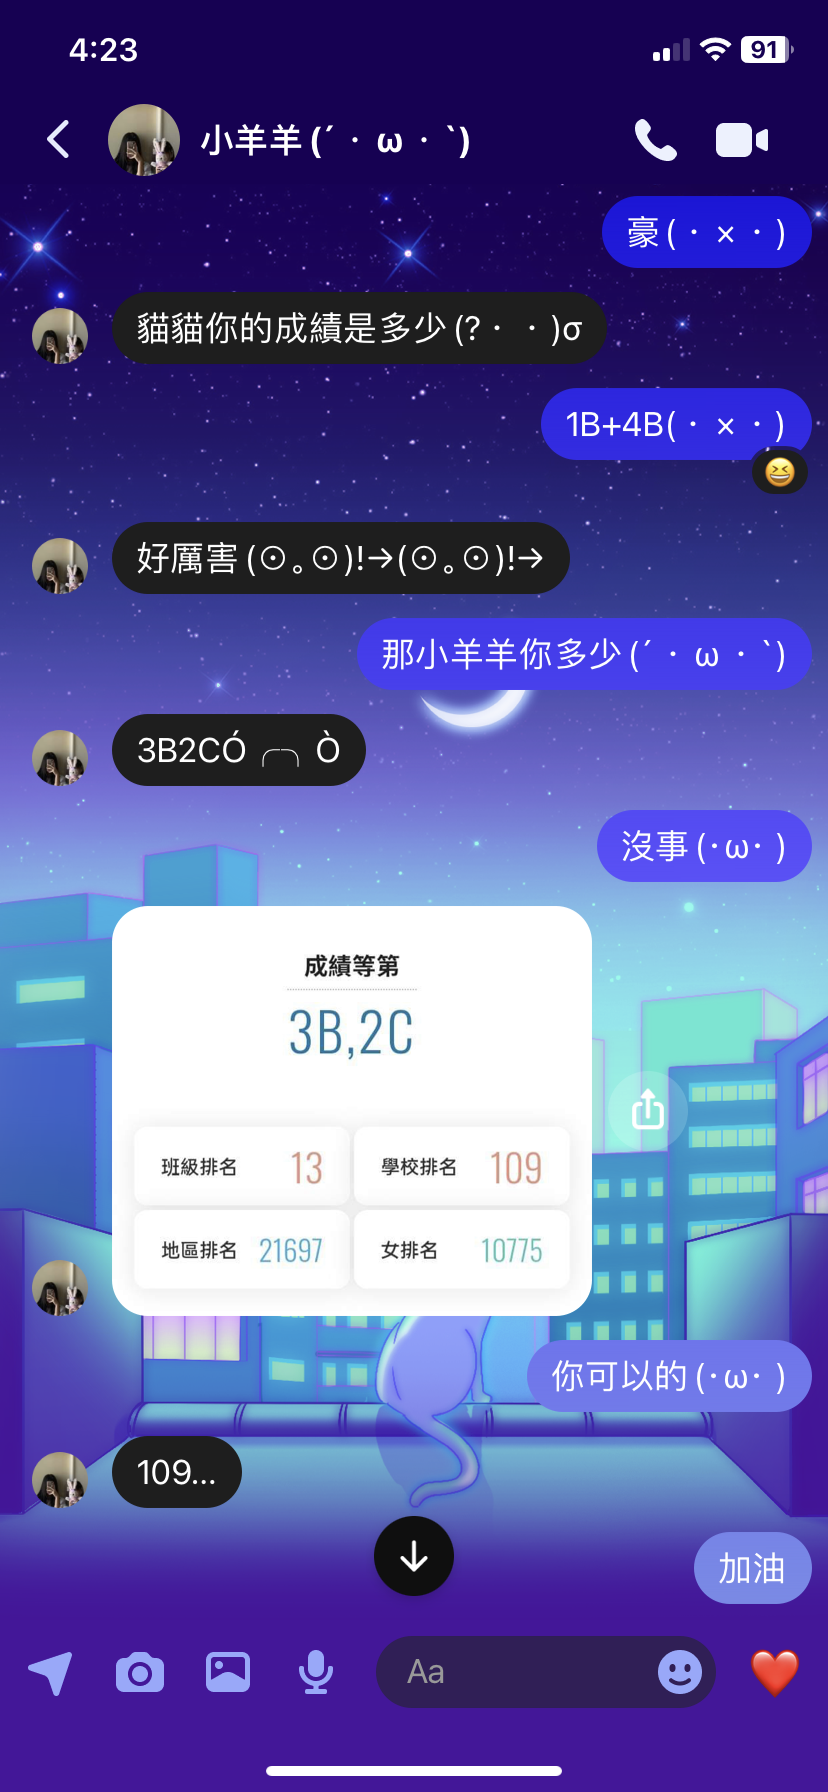 4:23
91
小羊羊(´・ω・`)
豪(・×・)
貓貓你的成績是多少(?・・)σ
1B+4B(・×・)
😆
好厲害(⊙｡⊙)!→(⊙｡⊙)!→
那小羊羊你多少(´・ω・`)
3B2CÓ╭╮Ò
沒事(･ω･)
成績等第
3B,2C
班級排名 13
學校排名 109
地區排名 21697
女排名 10775
你可以的(･ω･)
109...
加油
Aa